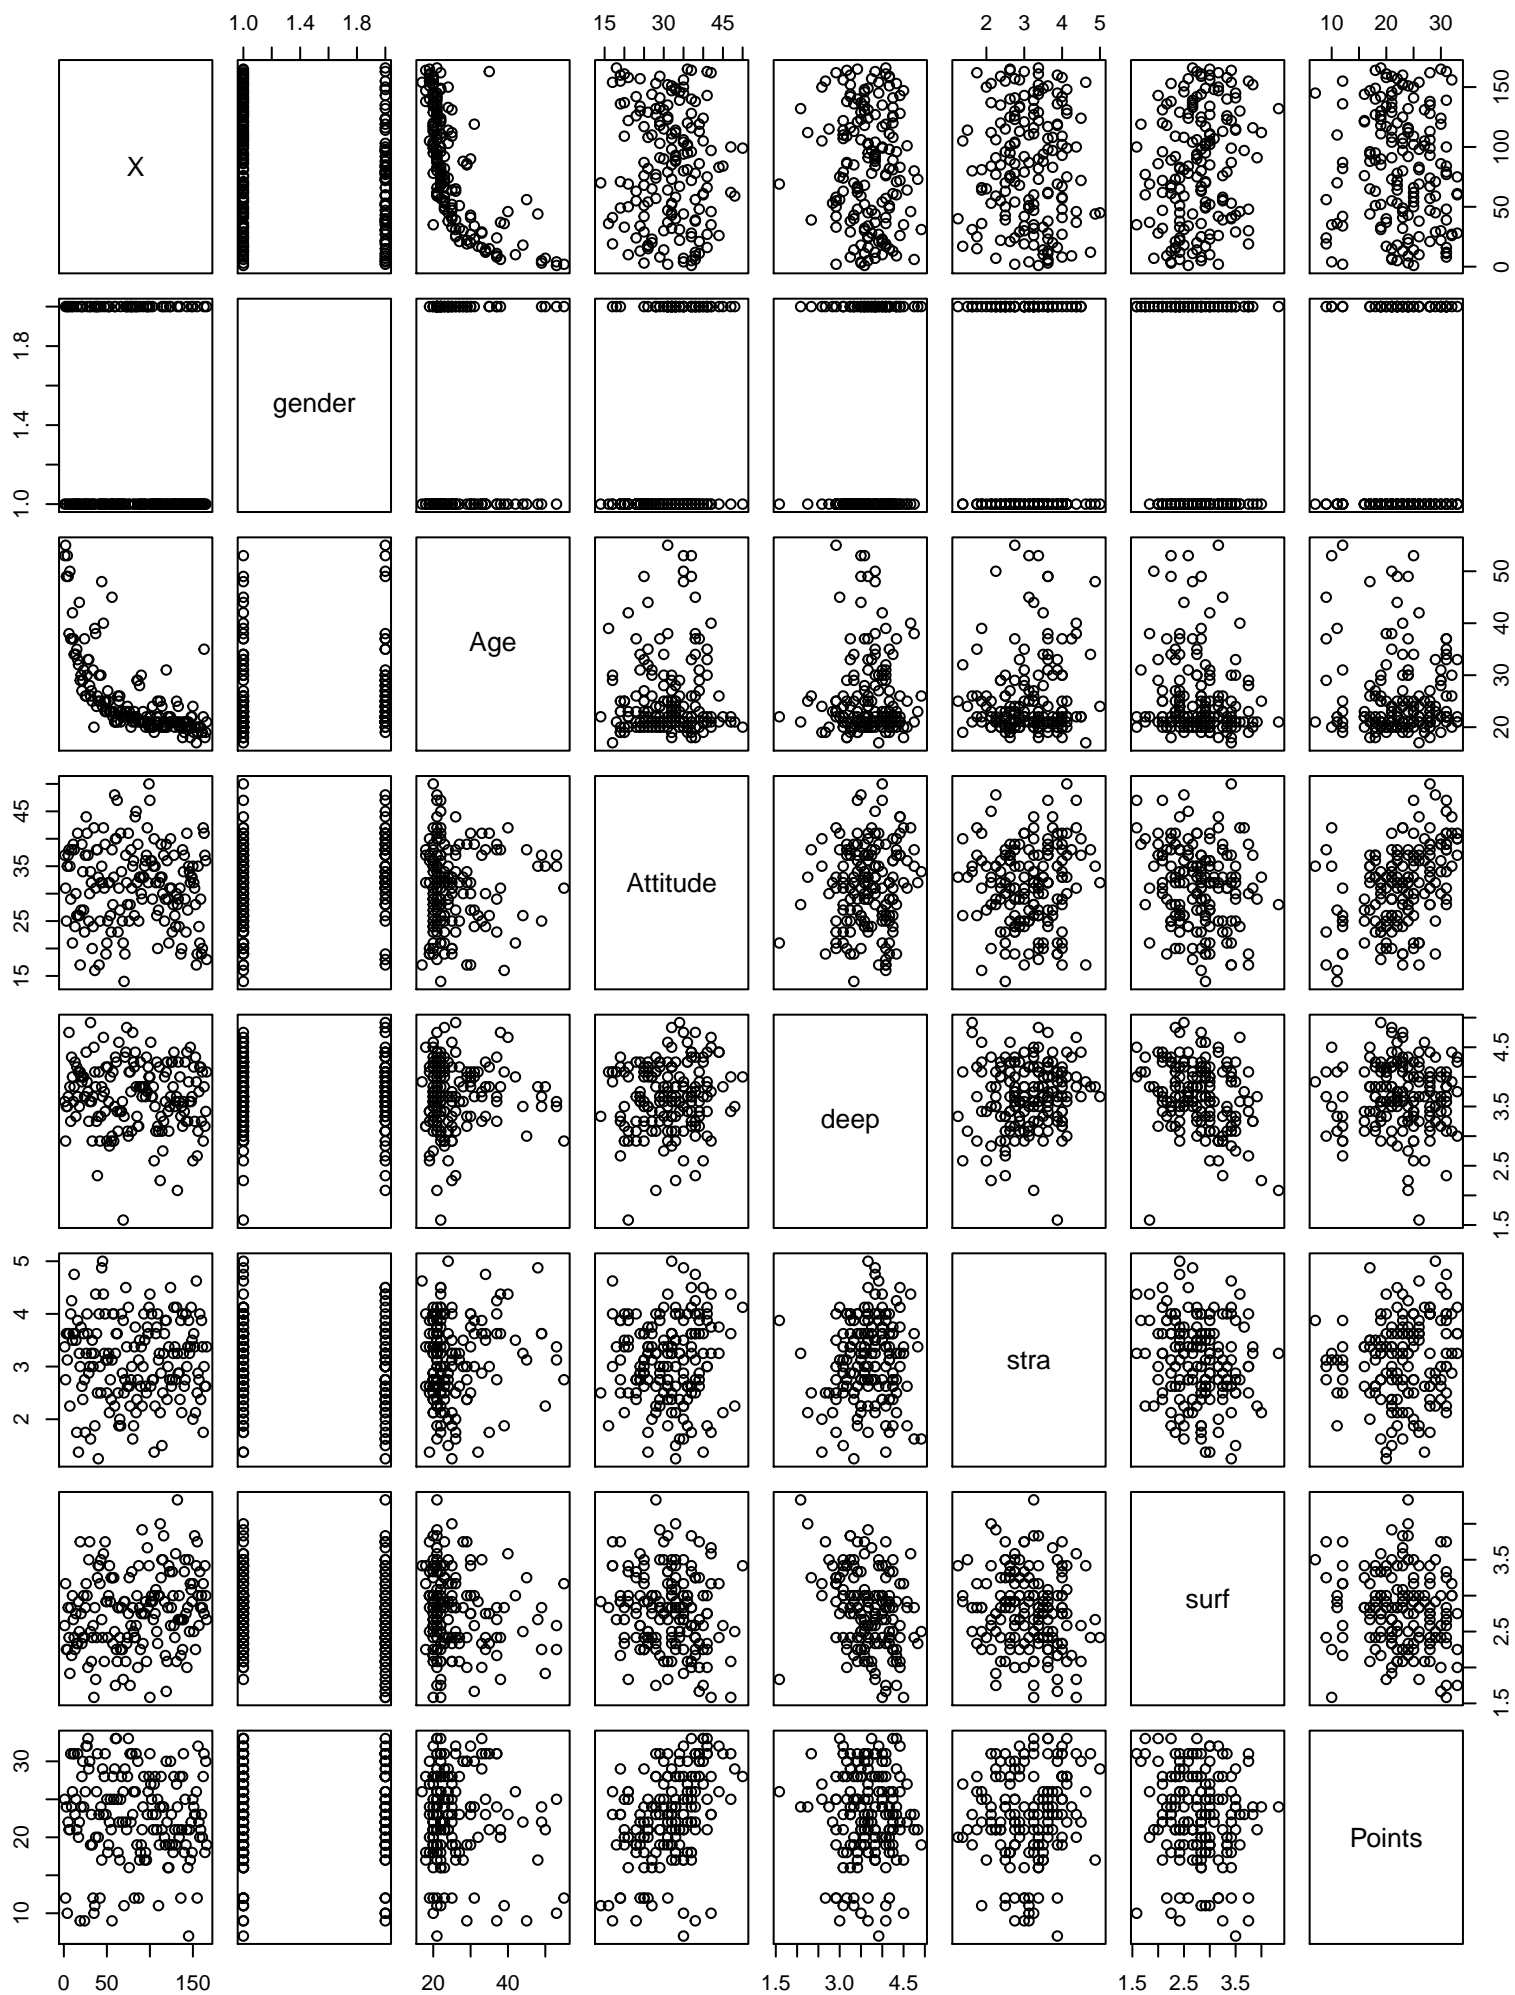 1.0 1.4 1.8 15 30 45 2 3 4 5 10 20 30
X
0 50 100 150
1.0 1.4 1.8
gender
Age
20 30 40 50
15 25 35 45
Attitude
deep
1.5 2.5 3.5 4.5
2 3 4 5
stra
surf
1.5 2.5 3.5
10 20 30
Points
0 50 150 20 40 1.5 3.0 4.5 1.5 2.5 3.5